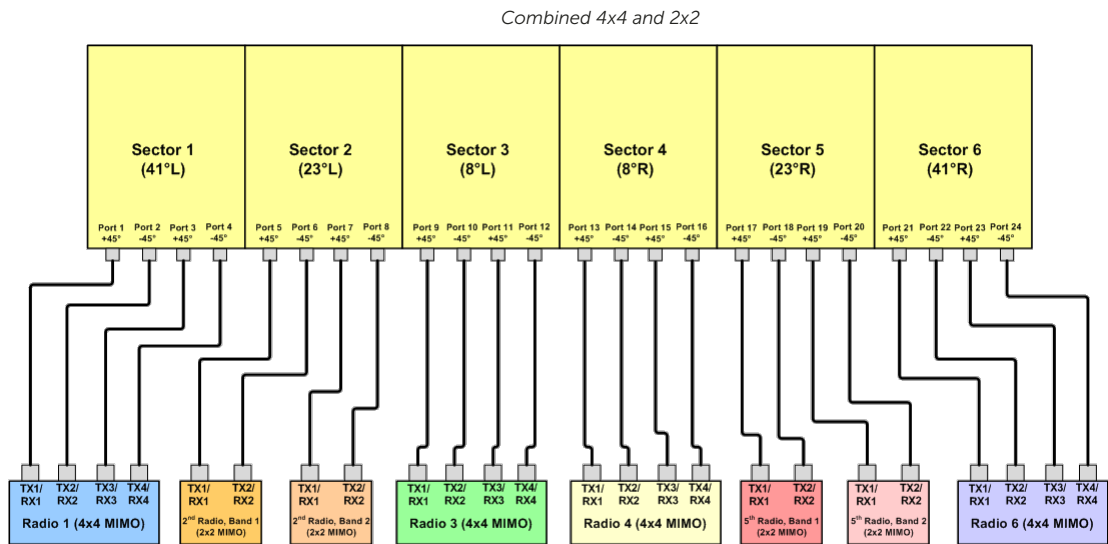 Combined 4x4 and 2x2
Sector 1
(41°L)
Sector 2
(23°L)
Sector 3
(8°L)
Sector 4
(8°R)
Sector 5
(23°R)
Sector 6
(41°R)
Port 1 Port 2 Port 3 Port 4
+45° -45° +45° -45°
Port 5 Port 6 Port 7 Port 8
+45° -45° +45° -45°
Port 9 Port 10 Port 11 Port 12
+45° -45° +45° -45°
Port 13 Port 14 Port 15 Port 16
+45° -45° +45° -45°
Port 17 Port 18 Port 19 Port 20
+45° -45° +45° -45°
Port 21 Port 22 Port 23 Port 24
+45° -45° +45° -45°
TX1/ TX2/ TX3/ TX4/
RX1 RX2 RX3 RX4
Radio 1 (4x4 MIMO)
TX1/ TX2/
RX1 RX2
2nd Radio, Band 1
(2x2 MIMO)
TX1/ TX2/
RX1 RX2
2nd Radio, Band 2
(2x2 MIMO)
TX1/ TX2/ TX3/ TX4/
RX1 RX2 RX3 RX4
Radio 3 (4x4 MIMO)
TX1/ TX2/ TX3/ TX4/
RX1 RX2 RX3 RX4
Radio 4 (4x4 MIMO)
TX1/ TX2/
RX1 RX2
5th Radio, Band 1
(2x2 MIMO)
TX1/ TX2/
RX1 RX2
5th Radio, Band 2
(2x2 MIMO)
TX1/ TX2/ TX3/ TX4/
RX1 RX2 RX3 RX4
Radio 6 (4x4 MIMO)